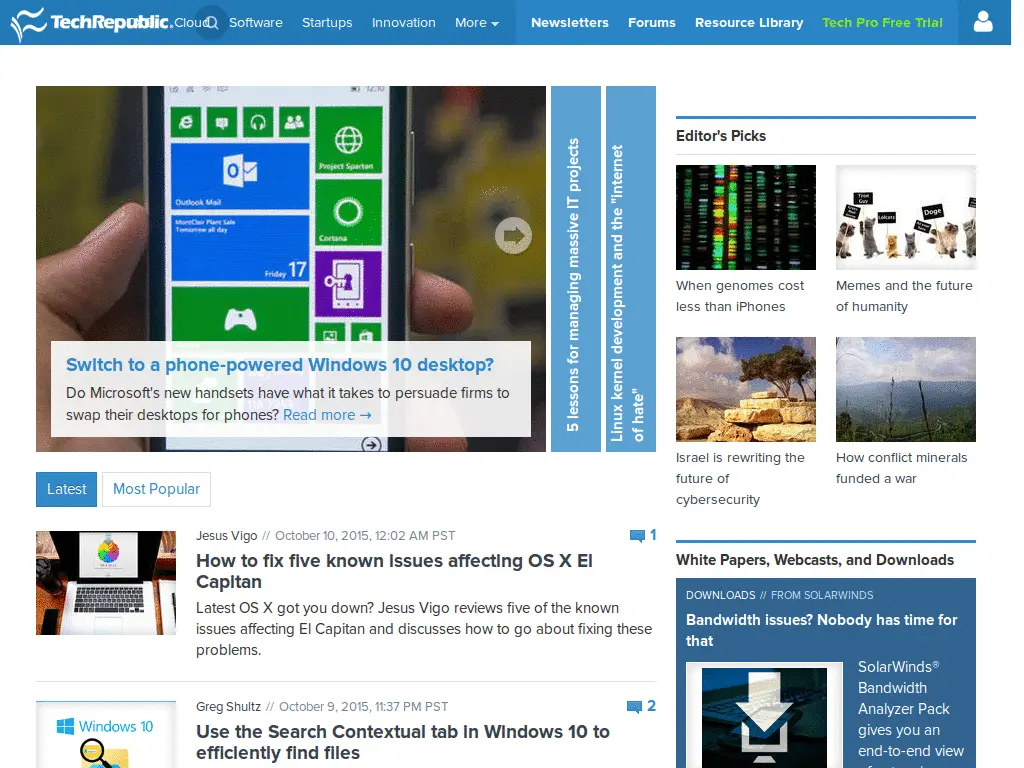 TechRepublic. Cloud Software Startups Innovation More Newsletters Forums Resource Library Tech Pro Free Trial
12:10
Project Spartan
Outlook Mail
MontClair Plant Sale
Tomorrow all day
Cortana
Friday 17
Switch to a phone-powered Windows 10 desktop?
Do Microsoft's new handsets have what it takes to persuade firms to
swap their desktops for phones? Read more →
5 lessons for managing massive IT projects
Linux kernel development and the "internet
of hate"
Editor's Picks
Doge
When genomes cost
less than iPhones
Memes and the future
of humanity
Israel is rewriting the
future of
cybersecurity
How conflict minerals
funded a war
Latest Most Popular
Jesus Vigo // October 10, 2015, 12:02 AM PST 1
How to fix five known issues affecting OS X El
Capitan
Latest OS X got you down? Jesus Vigo reviews five of the known
issues affecting El Capitan and discusses how to go about fixing these
problems.
Windows 10
Greg Shultz // October 9, 2015, 11:37 PM PST 2
Use the Search Contextual tab in Windows 10 to
efficiently find files
White Papers, Webcasts, and Downloads
DOWNLOADS // FROM SOLARWINDS
Bandwidth issues? Nobody has time for
that
SolarWinds®
Bandwidth
Analyzer Pack
gives you an
end-to-end view